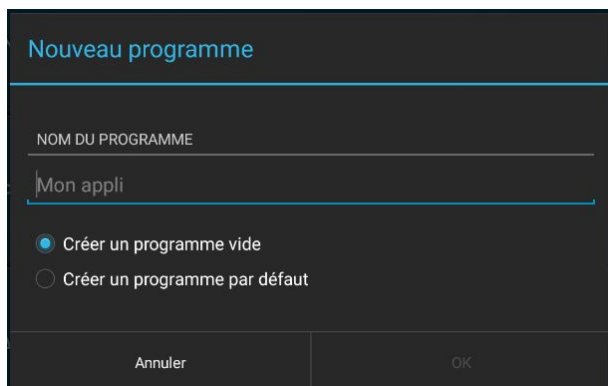 Nouveau programme
NOM DU PROGRAMME
Mon appli
Créer un programme vide
Créer un programme par défaut
Annuler
OK